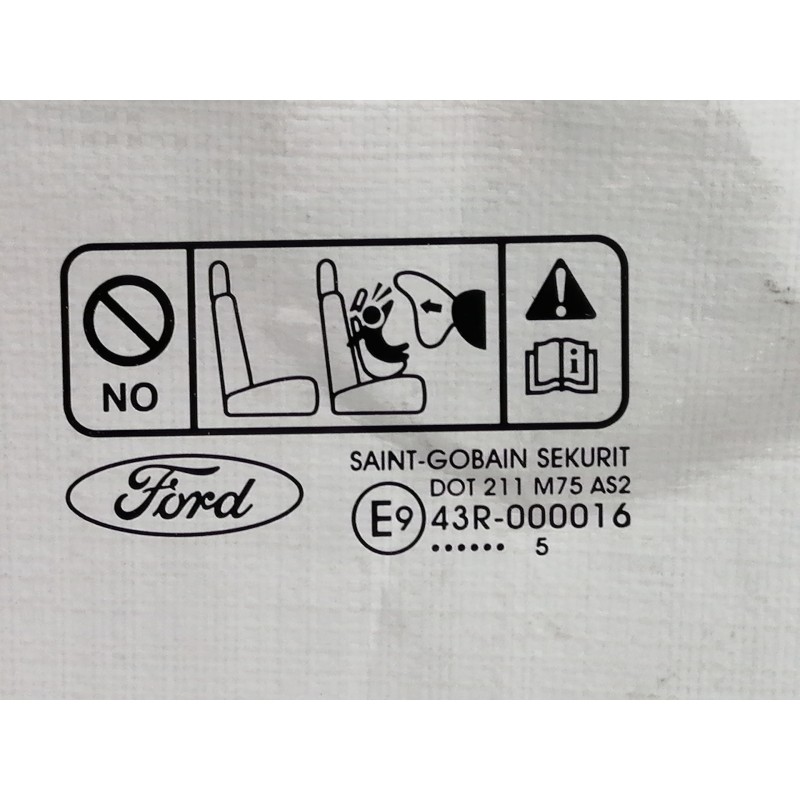 NO
i
Ford
SAINT-GOBAIN SEKURIT
DOT 211 M75 AS2
E9 43R-000016
...... 5